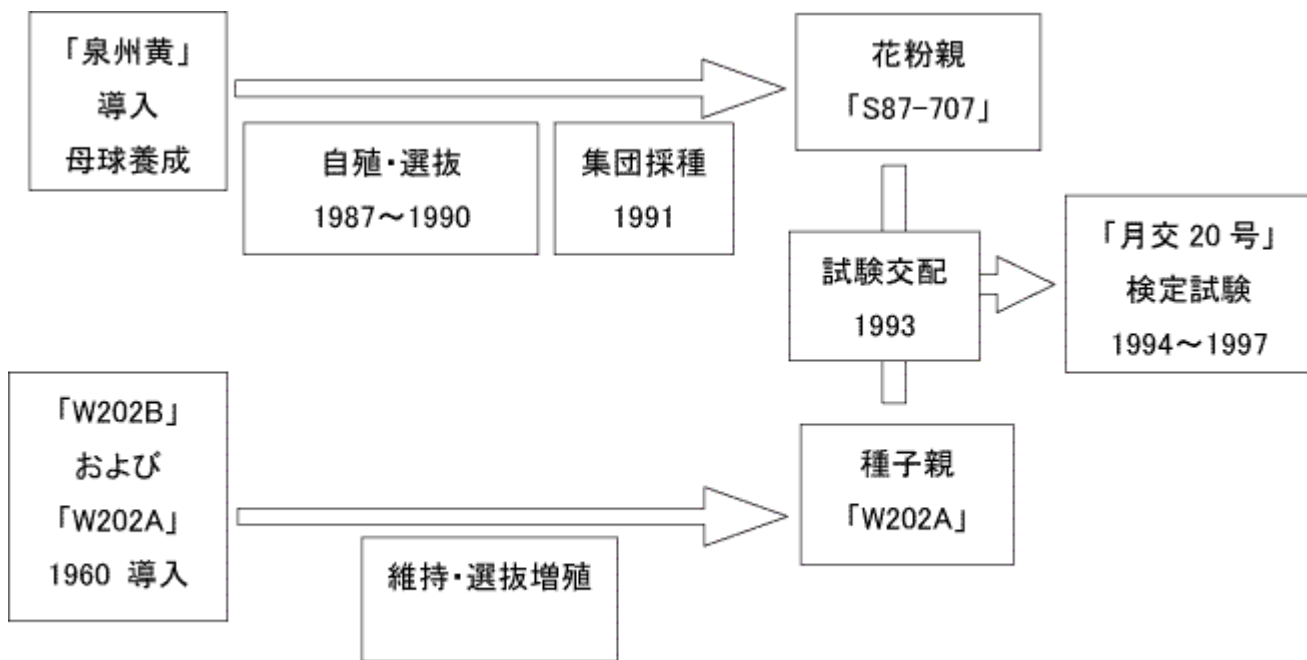 「泉州黄」
導入
母球養成
自殖・選抜
1987～1990
集団採種
1991
花粉親
「S87-707」
試験交配
1993
「月交 20 号」
検定試験
1994～1997
「W202B」
および
「W202A」
1960 導入
維持・選抜増殖
種子親
「W202A」